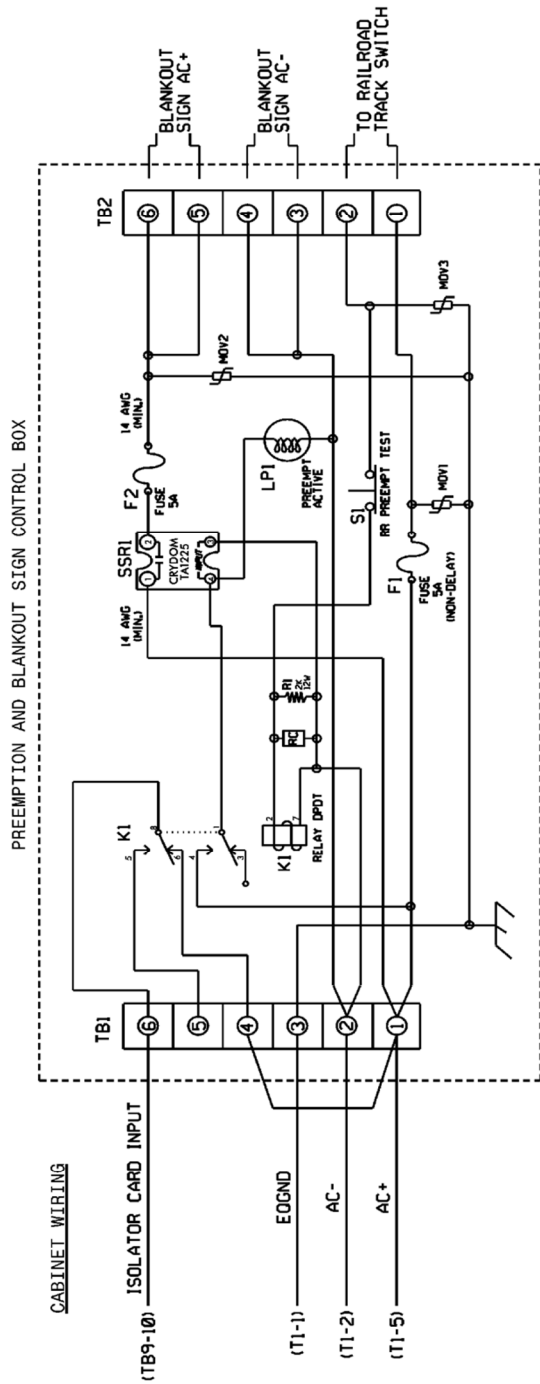 PREEMPTION AND BLANKOUT SIGN CONTROL BOX
CABINET WIRING
(TB9-10)
ISOLATOR CARD INPUT
(T1-1)
EQGND
(T1-2)
AC-
(T1-5)
AC+
TB1
6
5
4
3
2
1
K1
5
8
6
4
1
3
K1
2
7
RELAY DPDT
RC
R1
2K
12W
14 AWG
(MIN.)
SSR1
1
2
CRYDOM
TA1225
INPUT
4
3
F2
FUSE
5A
14 AWG
(MIN.)
LP1
PREEMPT
ACTIVE
S1
RR PREEMPT TEST
F1
FUSE
5A
(NON-DELAY)
MOV1
MOV2
MOV3
TB2
6
5
4
3
2
1
BLANKOUT
SIGN AC+
BLANKOUT
SIGN AC-
TO RAILROAD
TRACK SWITCH